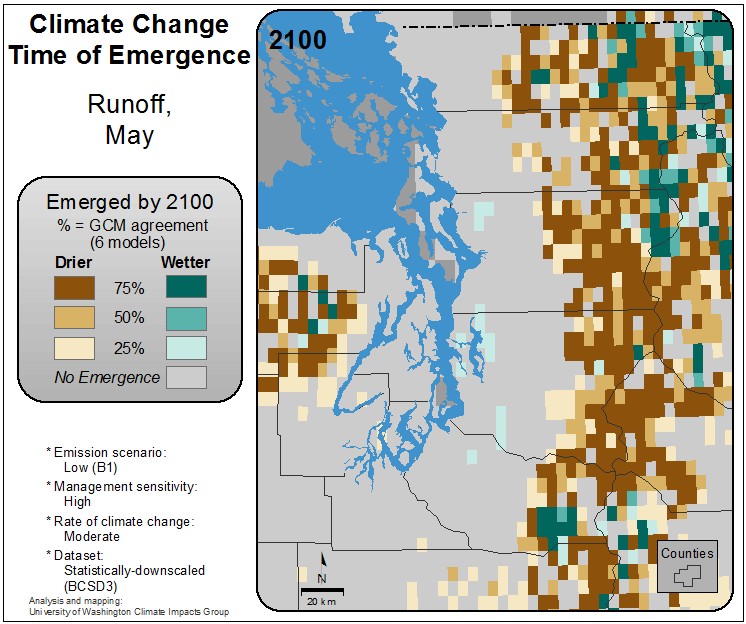 Climate Change
Time of Emergence
Runoff,
May
Emerged by 2100
% = GCM agreement
(6 models)
Drier Wetter
75%
50%
25%
No Emergence
* Emission scenario:
Low (B1)
* Management sensitivity:
High
* Rate of climate change:
Moderate
* Dataset:
Statistically-downscaled
(BCSD3)
Analysis and mapping:
University of Washington Climate Impacts Group
2100
N
20 km
Counties